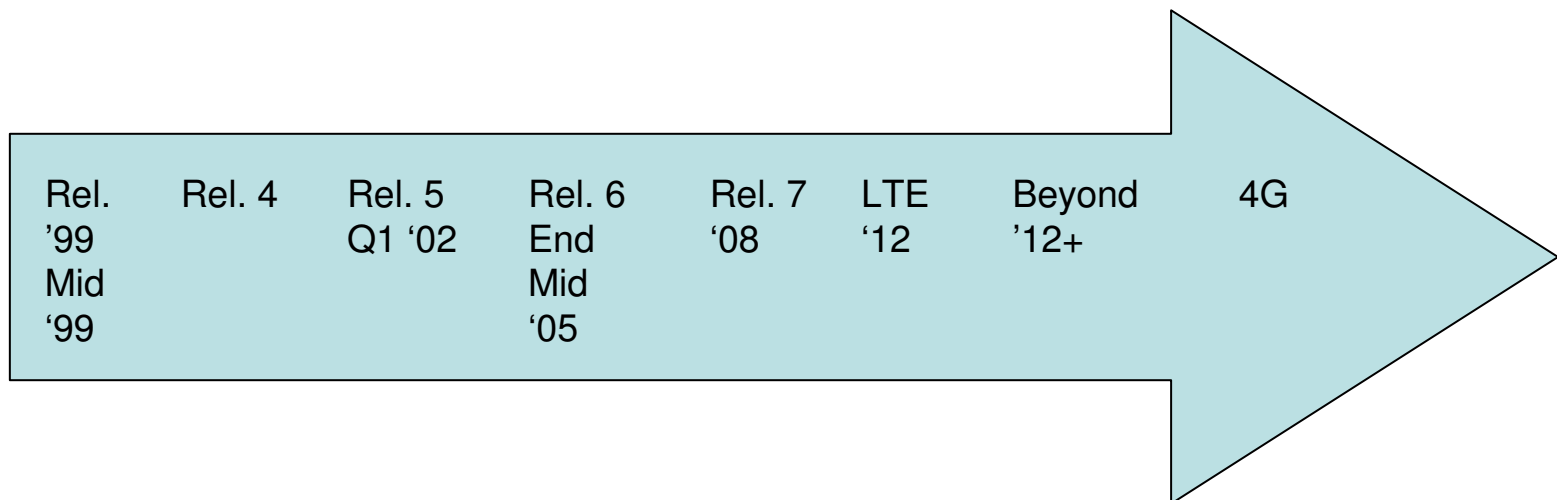 Rel. ’99 Mid ‘99
Rel. 4
Rel. 5 Q1 ‘02
Rel. 6 End Mid ‘05
Rel. 7 ‘08
LTE ‘12
Beyond ’12+
4G